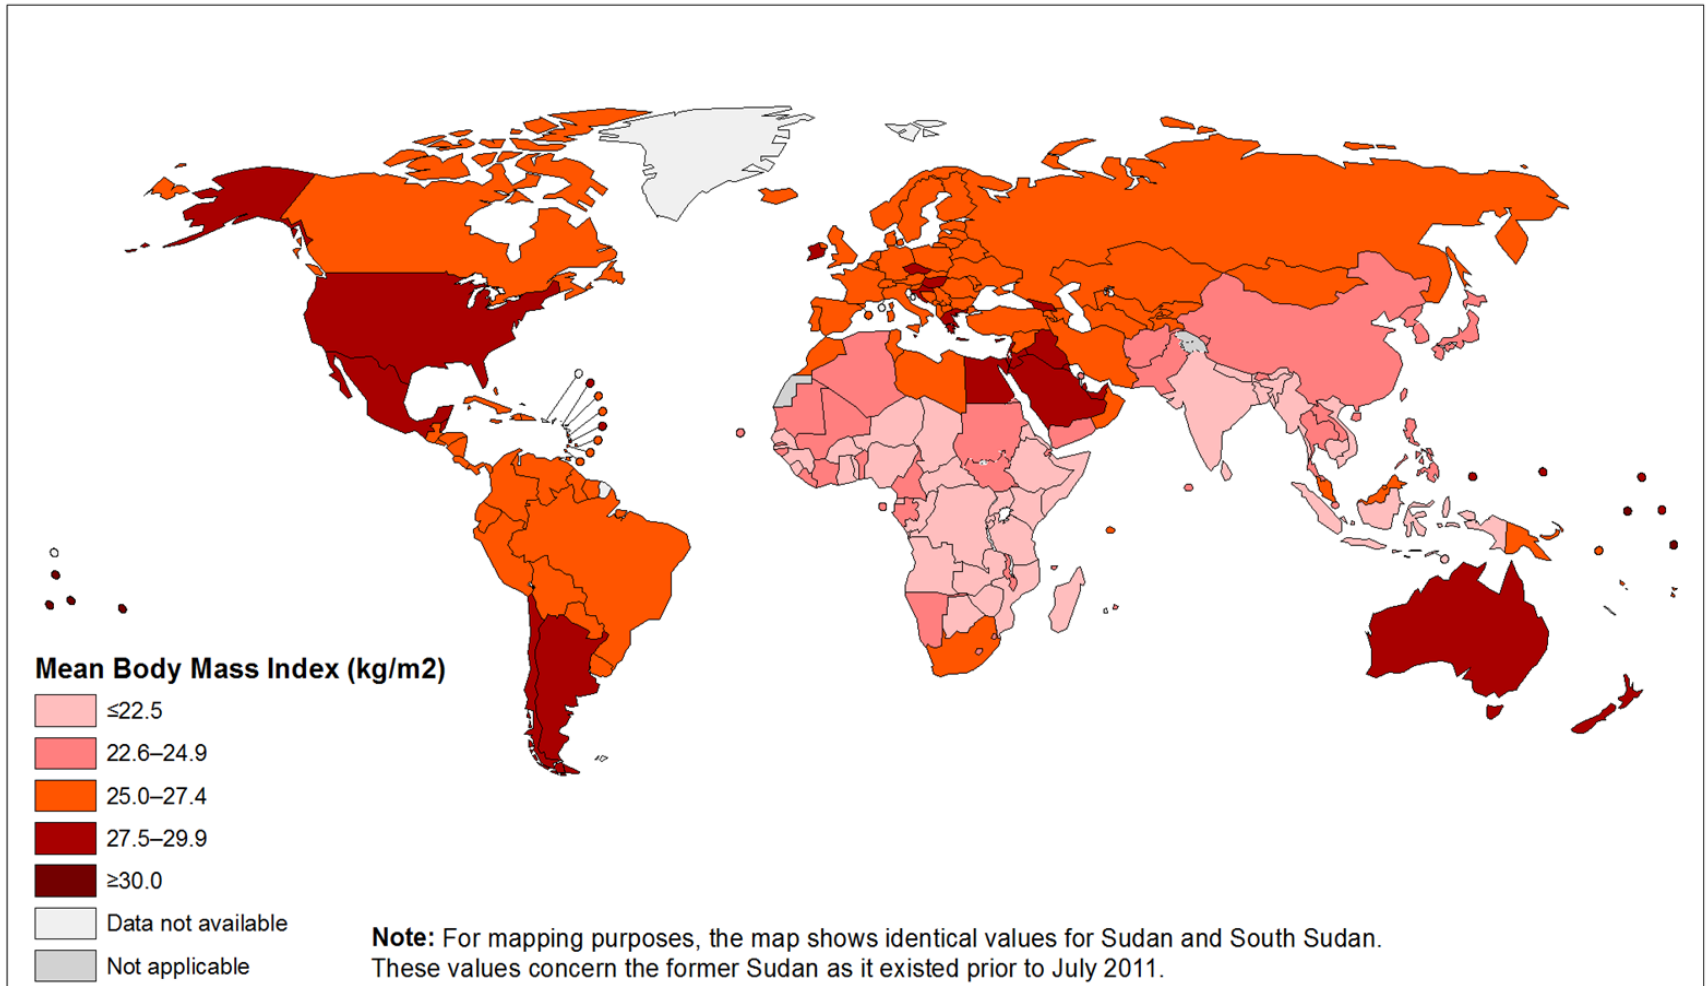 Mean Body Mass Index (kg/m2)
≤22.5
22.6–24.9
25.0–27.4
27.5–29.9
≥30.0
Data not available
Not applicable
Note: For mapping purposes, the map shows identical values for Sudan and South Sudan.
These values concern the former Sudan as it existed prior to July 2011.